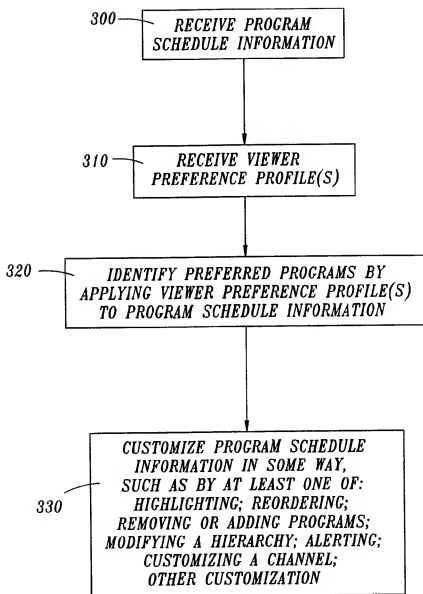 300
RECEIVE PROGRAM
SCHEDULE INFORMATION
310
RECEIVE VIEWER
PREFERENCE PROFILE(S)
320
IDENTIFY PREFERRED PROGRAMS BY
APPLYING VIEWER PREFERENCE PROFILE(S)
TO PROGRAM SCHEDULE INFORMATION
330
CUSTOMIZE PROGRAM SCHEDULE
INFORMATION IN SOME WAY,
SUCH AS BY AT LEAST ONE OF:
HIGHLIGHTING; REORDERING;
REMOVING OR ADDING PROGRAMS;
MODIFYING A HIERARCHY; ALERTING;
CUSTOMIZING A CHANNEL;
OTHER CUSTOMIZATION